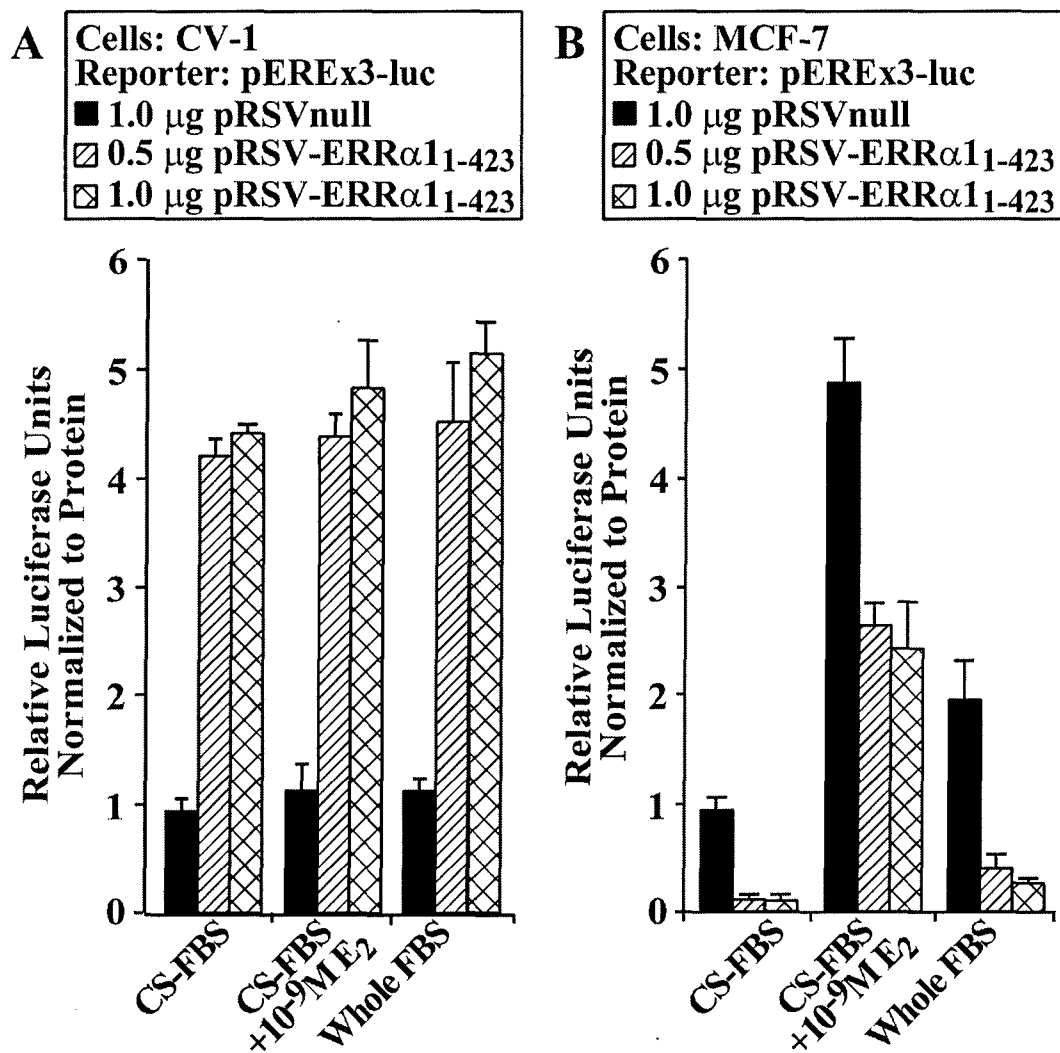 A
Cells: CV-1
Reporter: pEREx3-luc
1.0 μg pRSVnull
0.5 μg pRSV-ERRα1₁₋₄₂₃
1.0 μg pRSV-ERRα1₁₋₄₂₃
Relative Luciferase Units
Normalized to Protein
6
5
4
3
2
1
0
CS-FBS
CS-FBS
+10⁻⁹M E₂
Whole FBS
B
Cells: MCF-7
Reporter: pEREx3-luc
1.0 μg pRSVnull
0.5 μg pRSV-ERRα1₁₋₄₂₃
1.0 μg pRSV-ERRα1₁₋₄₂₃
Relative Luciferase Units
Normalized to Protein
6
5
4
3
2
1
0
CS-FBS
CS-FBS
+10⁻⁹M E₂
Whole FBS